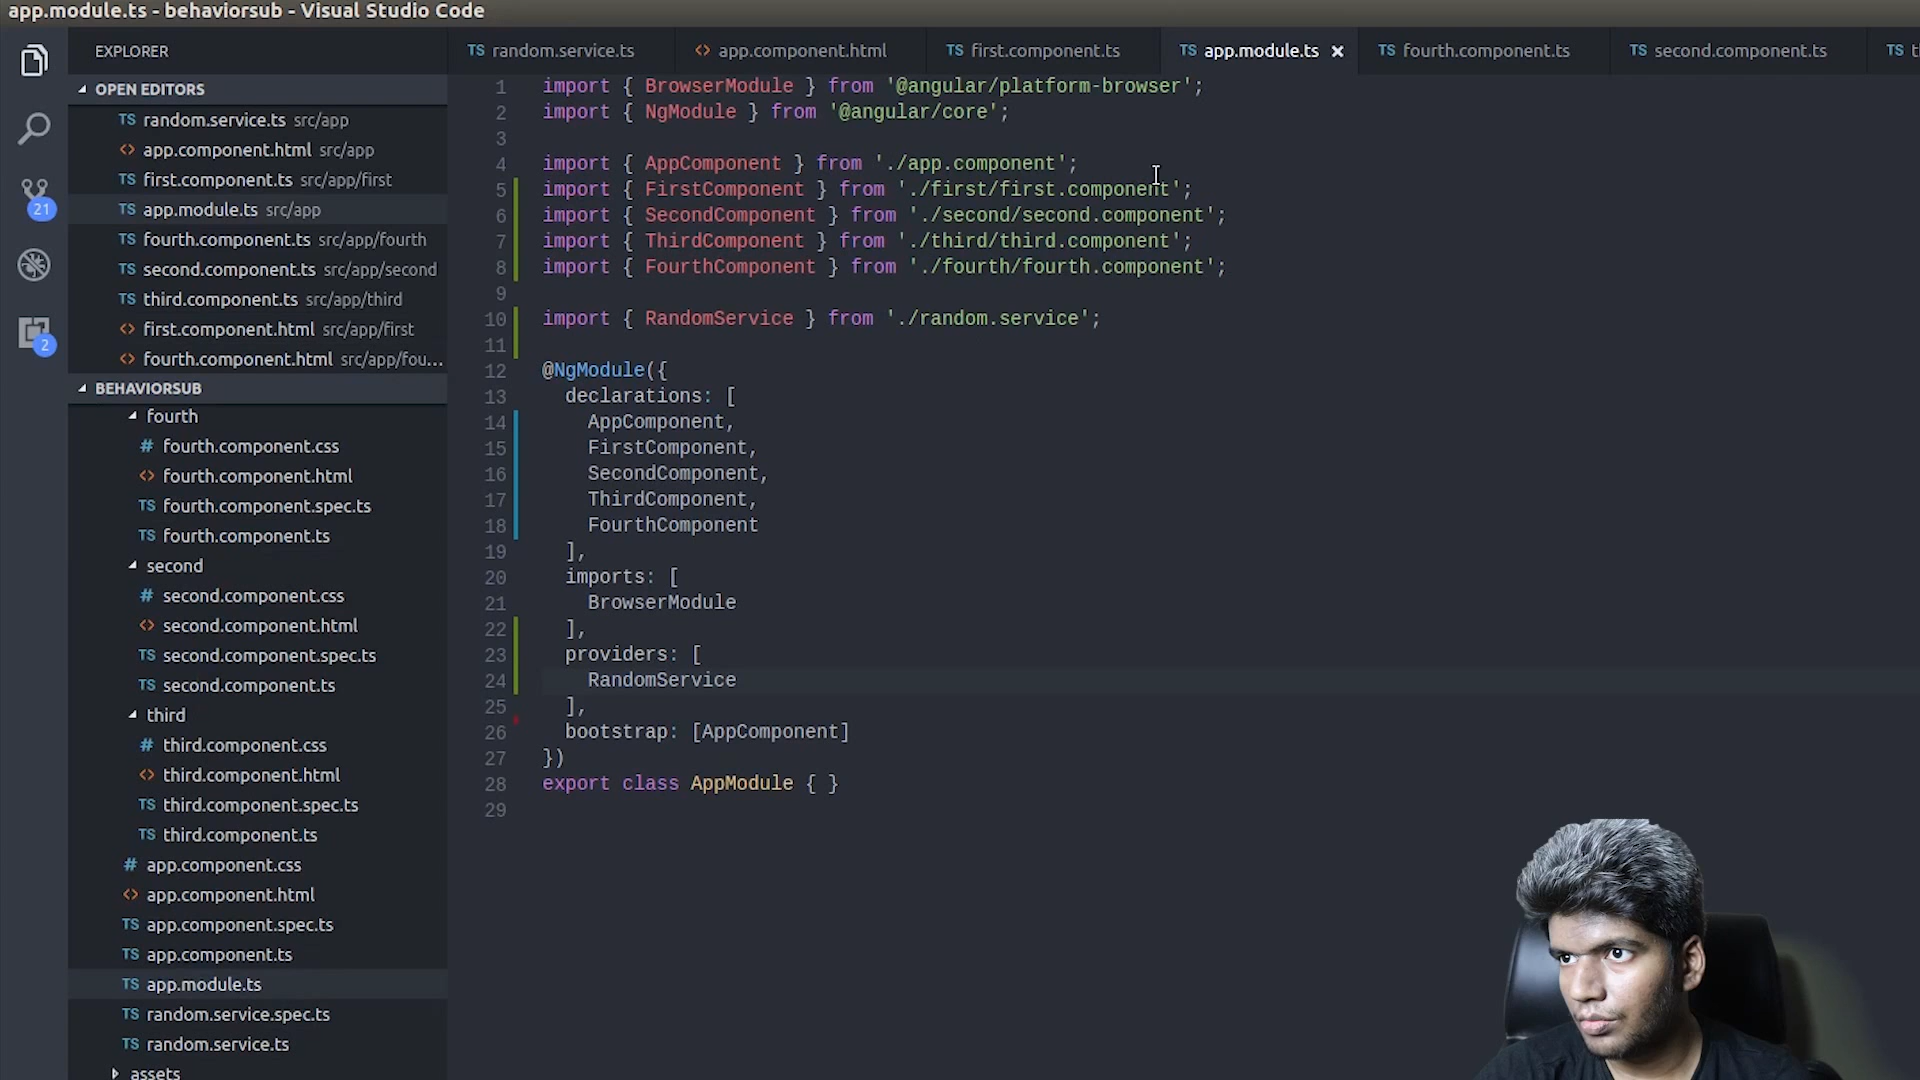 app.module.ts - behaviorsub - Visual Studio Code
EXPLORER
OPEN EDITORS
TS random.service.ts src/app
<> app.component.html src/app
TS first.component.ts src/app/first
TS app.module.ts src/app
TS fourth.component.ts src/app/fourth
TS second.component.ts src/app/second
TS third.component.ts src/app/third
<> first.component.html src/app/first
<> fourth.component.html src/app/fou...
BEHAVIORSUB
fourth
# fourth.component.css
<> fourth.component.html
TS fourth.component.spec.ts
TS fourth.component.ts
second
# second.component.css
<> second.component.html
TS second.component.spec.ts
TS second.component.ts
third
# third.component.css
<> third.component.html
TS third.component.spec.ts
TS third.component.ts
# app.component.css
<> app.component.html
TS app.component.spec.ts
TS app.component.ts
TS app.module.ts
TS random.service.spec.ts
TS random.service.ts
assets
21
2
TS random.service.ts <> app.component.html TS first.component.ts TS app.module.ts × TS fourth.component.ts TS second.component.ts TS
1 import { BrowserModule } from '@angular/platform-browser';
2 import { NgModule } from '@angular/core';
3
4 import { AppComponent } from './app.component';
5 import { FirstComponent } from './first/first.component';
6 import { SecondComponent } from './second/second.component';
7 import { ThirdComponent } from './third/third.component';
8 import { FourthComponent } from './fourth/fourth.component';
9
10 import { RandomService } from './random.service';
11
12 @NgModule({
13 declarations: [
14 AppComponent,
15 FirstComponent,
16 SecondComponent,
17 ThirdComponent,
18 FourthComponent
19 ],
20 imports: [
21 BrowserModule
22 ],
23 providers: [
24 RandomService
25 ],
26 bootstrap: [AppComponent]
27 })
28 export class AppModule { }
29